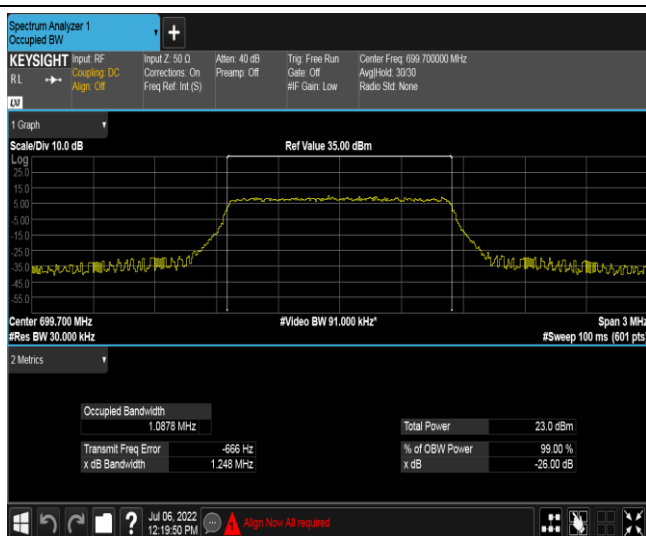 Spectrum Analyzer 1
Occupied BW
+
KEYSIGHT Input: RF Input Z: 50 Ω Atten: 40 dB Trig: Free Run Center Freq: 699.700000 MHz
RL Coupling: DC Corrections: On Preamp: Off Gate: Off Avg|Hold: 30/30
Align: Off Freq Ref: Int (S) #IF Gain: Low Radio Std: None
LXI
1 Graph
Scale/Div 10.0 dB Ref Value 35.00 dBm
Log
25.0
15.0
5.00
-5.00
-15.0
-25.0
-35.0
-45.0
-55.0
Center 699.700 MHz #Video BW 91.000 kHz* Span 3 MHz
#Res BW 30.000 kHz #Sweep 100 ms (601 pts)
2 Metrics
Occupied Bandwidth
1.0878 MHz Total Power 23.0 dBm
Transmit Freq Error -666 Hz % of OBW Power 99.00 %
x dB Bandwidth 1.248 MHz x dB -26.00 dB
? Jul 06, 2022
12:19:50 PM
Align Now All required